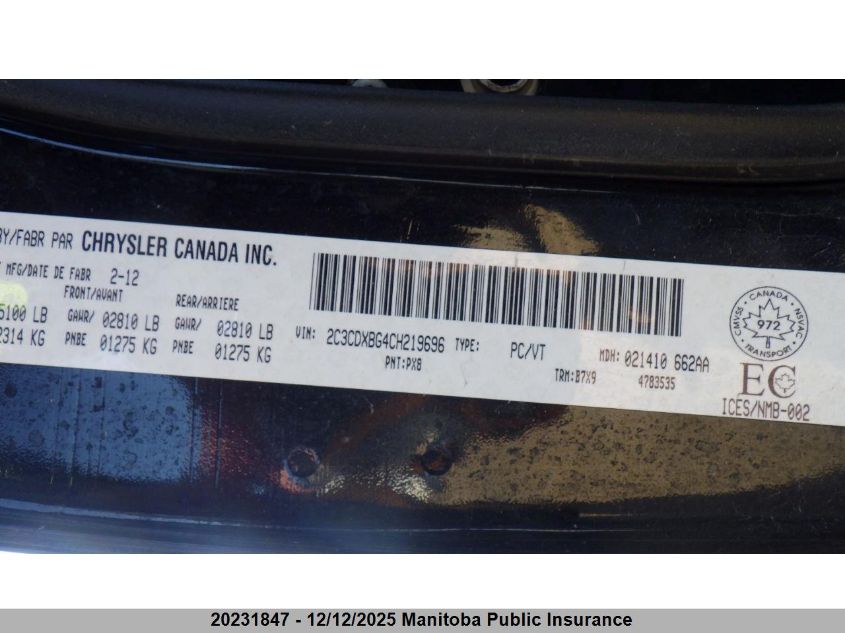 BY/FABR PAR CHRYSLER CANADA INC.
MFG/DATE DE FABR 2-12
FRONT/AVANT REAR/ARRIERE
5100 LB GAWR/ 02810 LB GAWR/ 02810 LB
2314 KG PNBE 01275 KG PNBE 01275 KG
VIN: 2C3CDXBG4CH219696 TYPE: PC/VT MDH: 021410 662AA
PNT:PX8 TRM:B7X9 4783535
CMVSS CANADA NSVAC
972
EC
ICES/NMB-002
20231847 - 12/12/2025 Manitoba Public Insurance